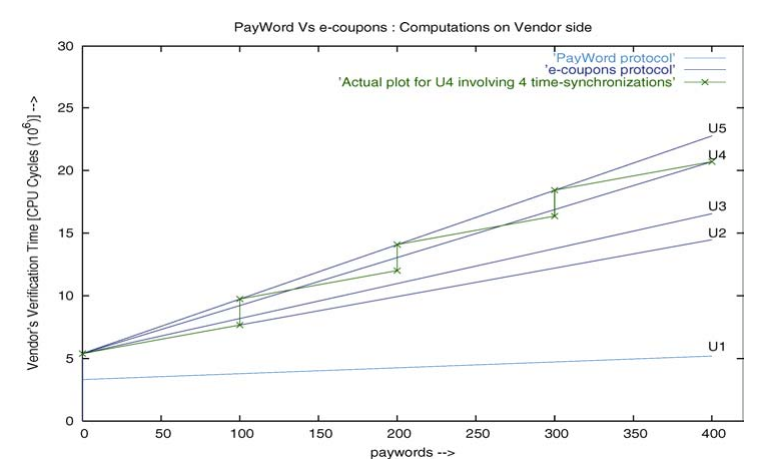 PayWord Vs e-coupons : Computations on Vendor side
30
25
20
15
10
5
0
Vendor's Verification Time [CPU Cycles (10^6)] -->
'PayWord protocol'
'e-coupons protocol'
'Actual plot for U4 involving 4 time-synchronizations'
U5
U4
U3
U2
U1
0 50 100 150 200 250 300 350 400
paywords -->